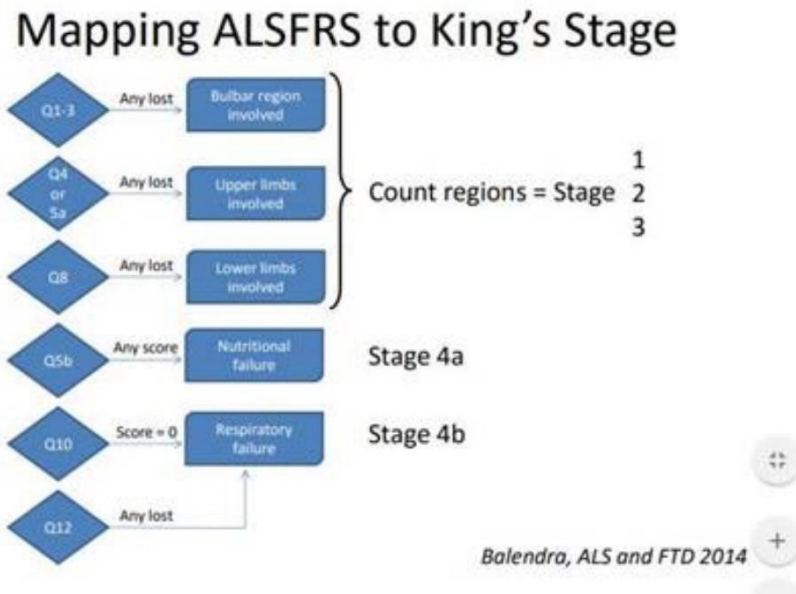 Mapping ALSFRS to King's Stage
Q1-3
Any lost
Bulbar region
involved
Q4
or
5a
Any lost
Upper limbs
involved
Q8
Any lost
Lower limbs
involved
Count regions = Stage
1
2
3
Q5b
Any score
Nutritional
failure
Stage 4a
Q10
Score = 0
Respiratory
failure
Stage 4b
Q12
Any lost
Balendra, ALS and FTD 2014